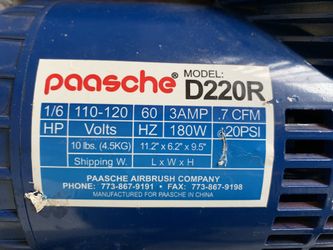 paasche® MODEL: D220R
1/6 110-120 60 3AMP .7 CFM
HP Volts HZ 180W 20PSI
10 lbs. (4.5KG) 11.2" x 6.2" x 9.5"
Shipping W. L x W x H
PAASCHE AIRBRUSH COMPANY
PHONE: 773-867-9191 • FAX: 773-867-9198
MANUFACTURED FOR PAASCHE IN CHINA